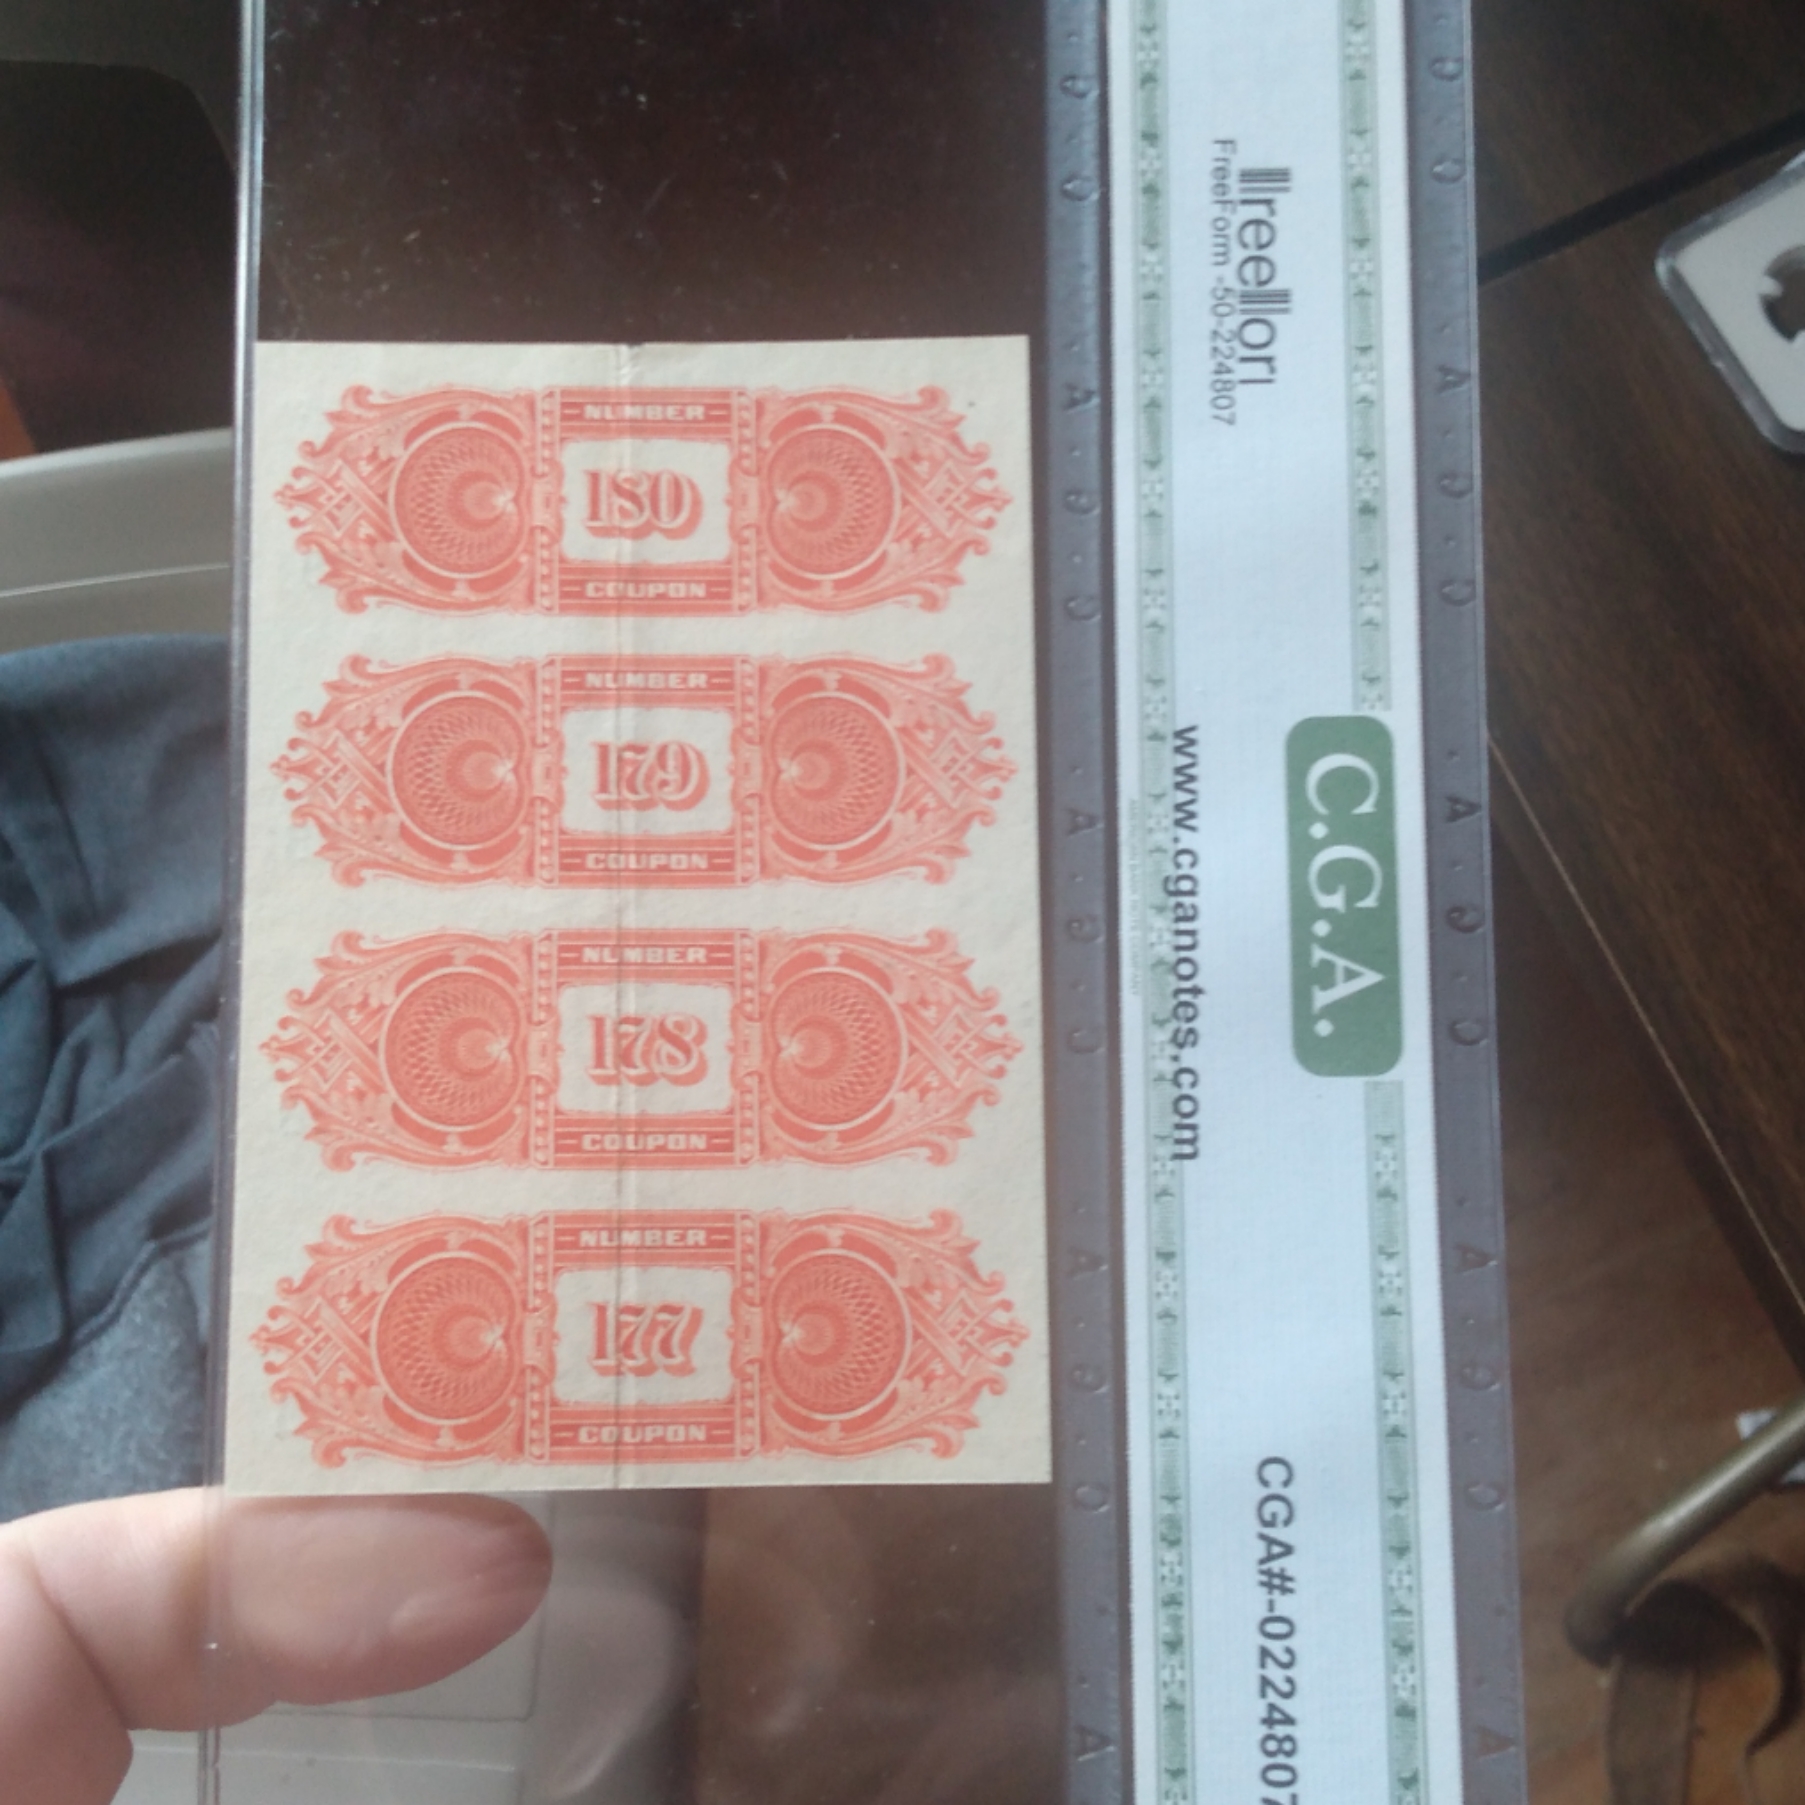 NUMBER
180
COUPON
NUMBER
179
COUPON
NUMBER
178
COUPON
NUMBER
177
COUPON
C.G.A.
FreeForm -50-224807
www.cganotes.com
CGA#-0224807